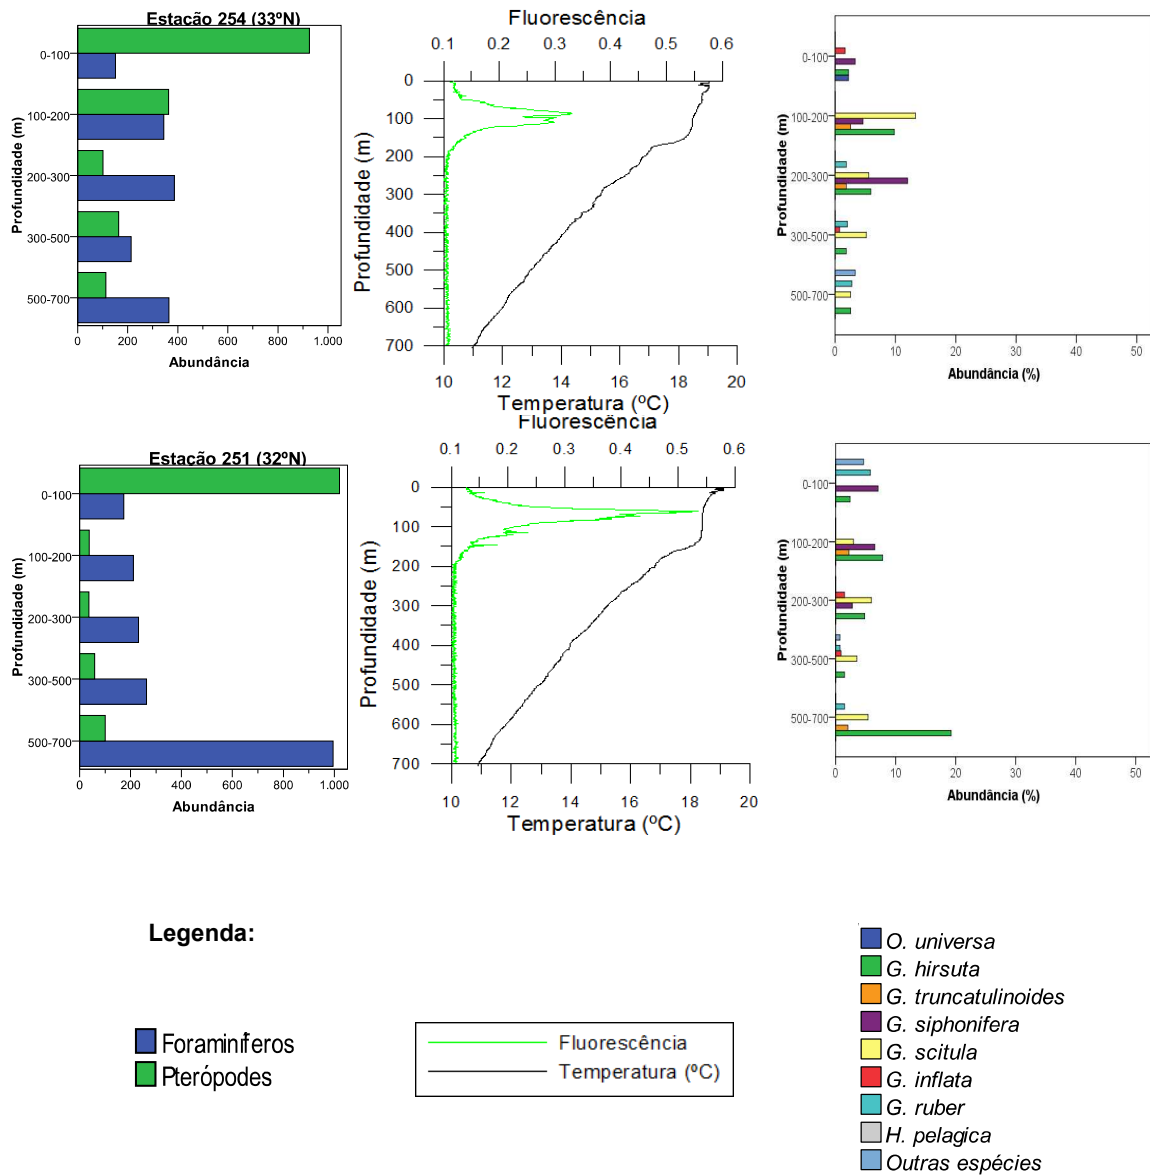 Estação 254 (33ºN)
Profundidade (m)
0-100
100-200
200-300
300-500
500-700
0
200
400
600
800
1.000
Abundância
Fluorescência
0.1
0.2
0.3
0.4
0.5
0.6
Profundidade (m)
0
100
200
300
400
500
600
700
10
12
14
16
18
20
Temperatura (ºC)
Profundidade (m)
0-100
100-200
200-300
300-500
500-700
0
10
20
30
40
50
Abundância (%)
Estação 251 (32ºN)
Profundidade (m)
0-100
100-200
200-300
300-500
500-700
0
200
400
600
800
1.000
Abundância
Fluorescência
0.1
0.2
0.3
0.4
0.5
0.6
Profundidade (m)
0
100
200
300
400
500
600
700
10
12
14
16
18
20
Temperatura (ºC)
Profundidade (m)
0-100
100-200
200-300
300-500
500-700
0
10
20
30
40
50
Abundância (%)
Legenda:
Foraminíferos
Pterópodes
Fluorescência
Temperatura (ºC)
O. universa
G. hirsuta
G. truncatulinoides
G. siphonifera
G. scitula
G. inflata
G. ruber
H. pelagica
Outras espécies